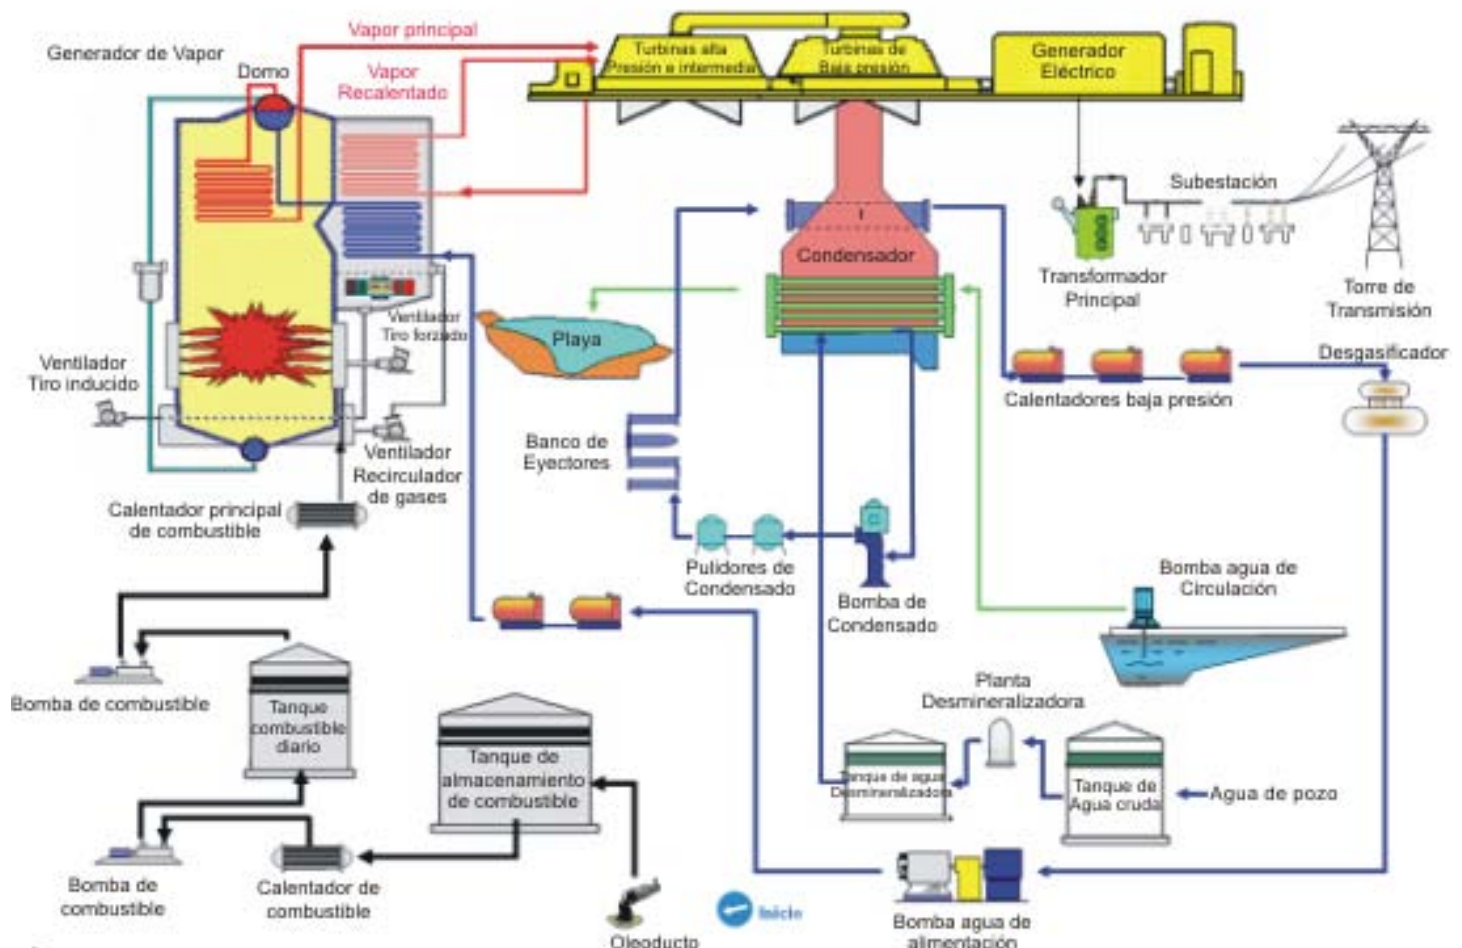 Vapor principal
Generador de Vapor
Domo
Vapor
Recalentado
Turbinas alta
Presión e intermedia
Turbinas de
Baja presión
Generador
Eléctrico
Subestación
Transformador
Principal
Torre de
Transmisión
Condensador
Playa
Ventilador
Tiro forzado
Ventilador
Tiro inducido
Ventilador
Recirculador
de gases
Desgasificador
Calentadores baja presión
Banco de
Eyectores
Calentador principal
de combustible
Pulidores de
Condensado
Bomba de
Condensado
Bomba agua de
Circulación
Bomba de combustible
Tanque
combustible
diario
Tanque de
almacenamiento
de combustible
Planta
Desmineralizadora
Tanque de agua
Desmineralizadora
Tanque de
Agua cruda
Agua de pozo
Bomba de
combustible
Calentador de
combustible
Oleoducto
Inicio
Bomba agua de
alimentación